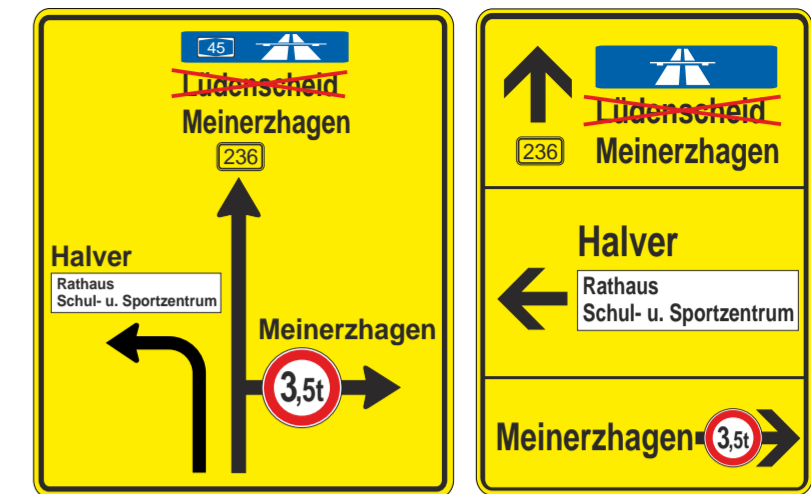 45
Lüdenscheid
Meinerzhagen
236
Halver
Rathaus
Schul- u. Sportzentrum
Meinerzhagen
3,5t
Lüdenscheid
236 Meinerzhagen
Halver
Rathaus
Schul- u. Sportzentrum
Meinerzhagen 3,5t